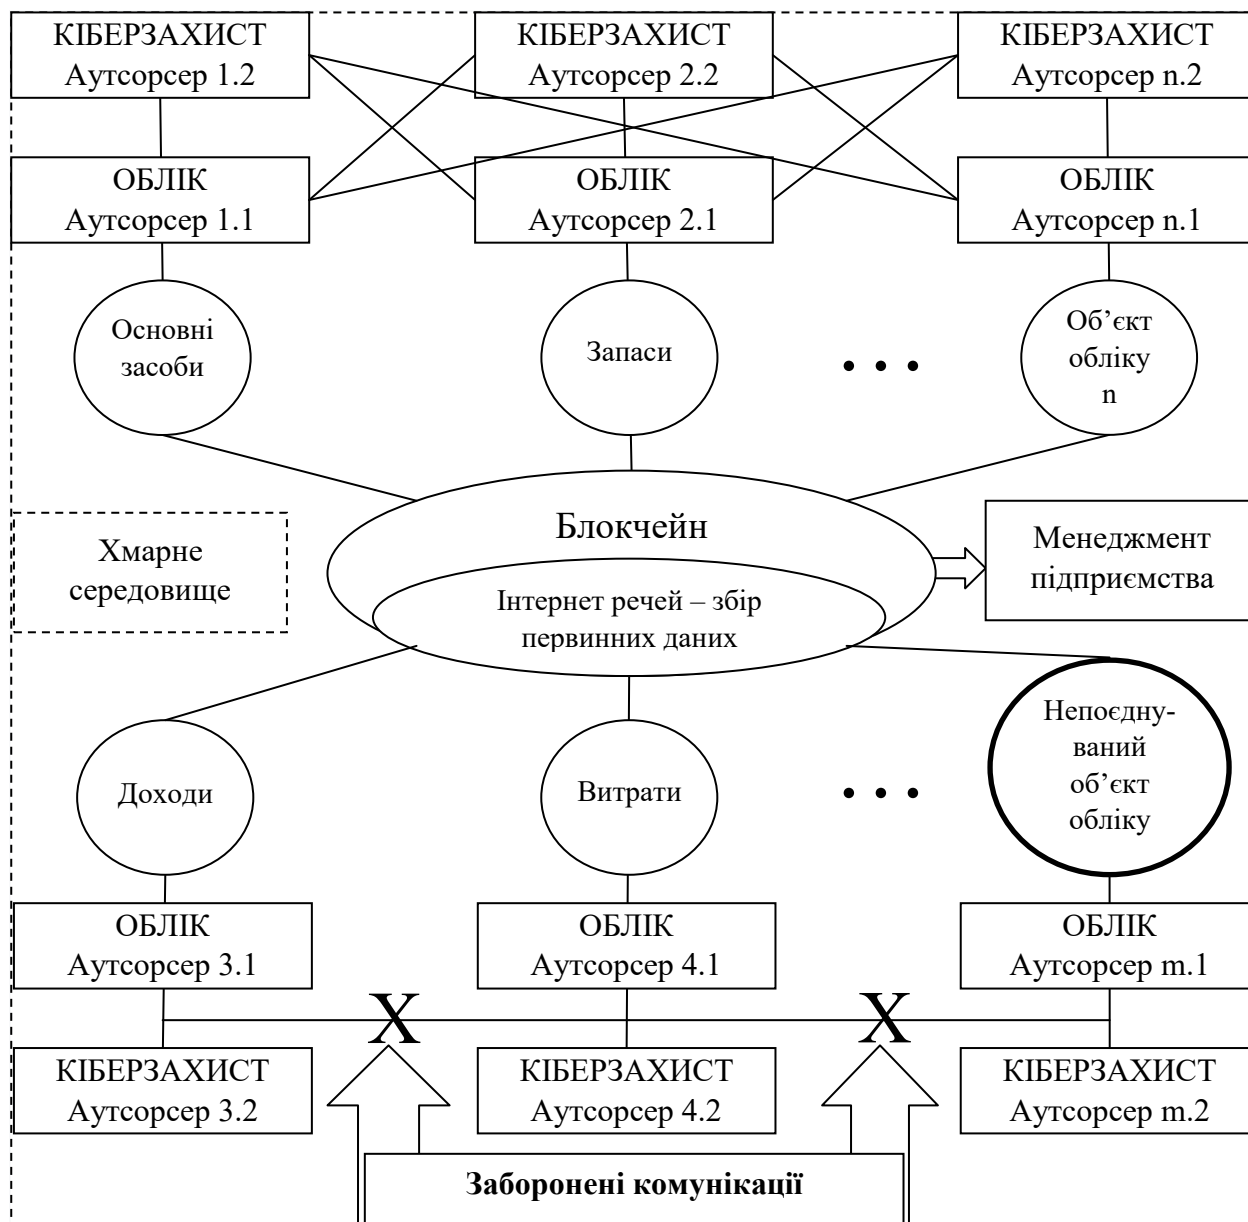 КІБЕРЗАХИСТ
Аутсорсер 1.2
КІБЕРЗАХИСТ
Аутсорсер 2.2
КІБЕРЗАХИСТ
Аутсорсер n.2
ОБЛІК
Аутсорсер 1.1
ОБЛІК
Аутсорсер 2.1
ОБЛІК
Аутсорсер n.1
Основні
засоби
Запаси
• • •
Об’єкт
обліку
n
Хмарне
середовище
Блокчейн
Інтернет речей – збір
первинних даних
Менеджмент
підприємства
Доходи
Витрати
• • •
Непоєдну-
ваний
об’єкт
обліку
ОБЛІК
Аутсорсер 3.1
ОБЛІК
Аутсорсер 4.1
ОБЛІК
Аутсорсер m.1
X
X
КІБЕРЗАХИСТ
Аутсорсер 3.2
КІБЕРЗАХИСТ
Аутсорсер 4.2
КІБЕРЗАХИСТ
Аутсорсер m.2
Заборонені комунікації